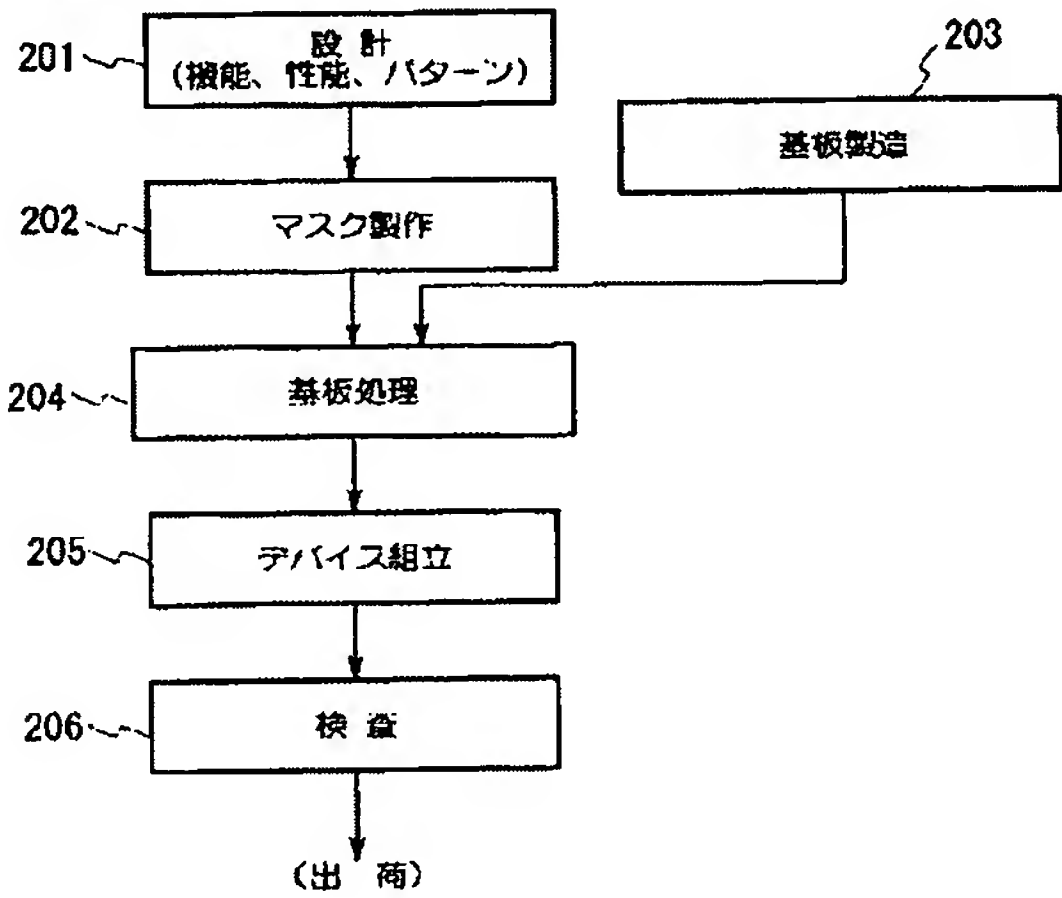 201
設 計
(機能、性能、パターン)
203
基板製造
202
マスク製作
204
基板処理
205
デバイス組立
206
検 査
(出 荷)